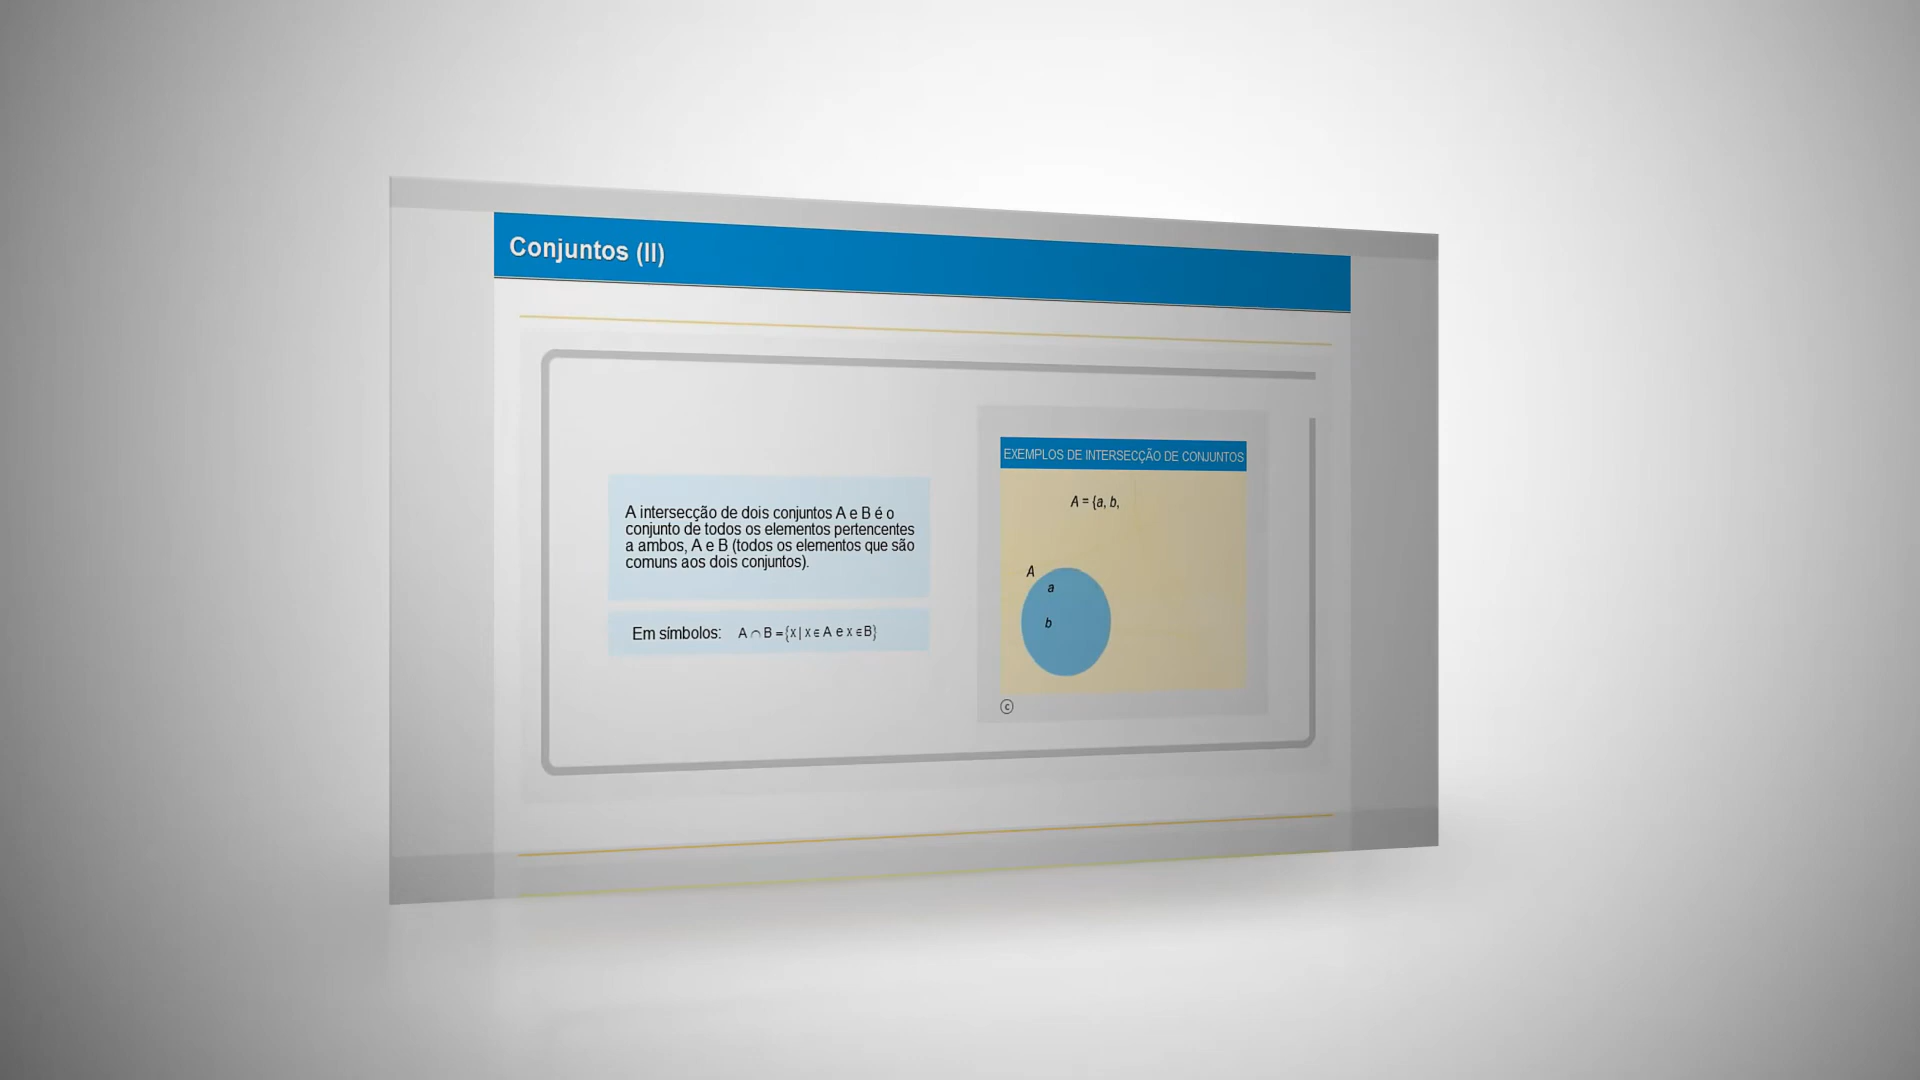 Conjuntos (II)
A intersecção de dois conjuntos A e B é o
conjunto de todos os elementos pertencentes
a ambos, A e B (todos os elementos que são
comuns aos dois conjuntos).
Em símbolos: A ∩ B = {x | x ∈ A e x ∈ B}
EXEMPLOS DE INTERSECÇÃO DE CONJUNTOS
A = {a, b,
A
a
b
©